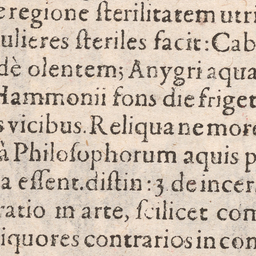 e regione sterilitatem utri
ulieres steriles facit: Cab
dè olentem; Anygri aqua
Hammonii fons die friget
s vicibus. Reliqua ne more
à Philosophorum aquis p
a essent. distin: 3. de incer
ratio in arte, scilicet com
iquores contrarios in con